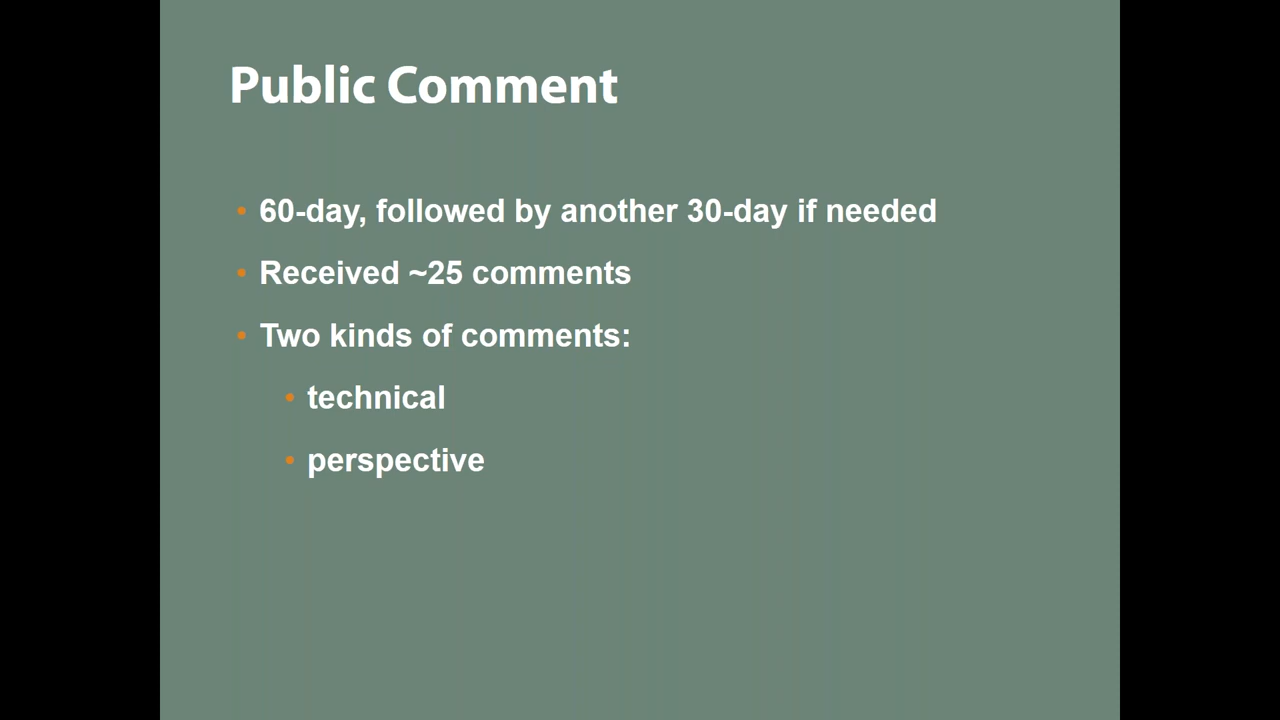 Public Comment
• 60-day, followed by another 30-day if needed
• Received ~25 comments
• Two kinds of comments:
• technical
• perspective